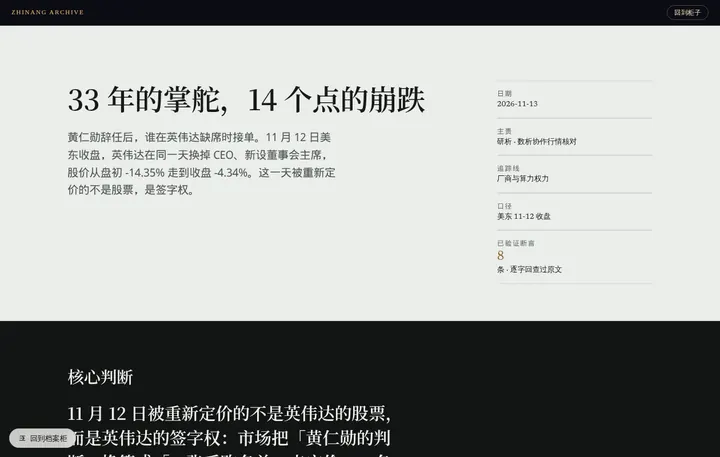 ZHINANG ARCHIVE
回到柜子
33 年的掌舵，14 个点的崩跌
黄仁勋辞任后，谁在英伟达缺席时接单。11 月 12 日美
东收盘，英伟达在同一天换掉 CEO、新设董事会主席，
股价从盘初 -14.35% 走到收盘 -4.34%。这一天被重新定
价的不是股票，是签字权。
日期
2026-11-13
主责
研析 · 数析协作行情核对
追踪线
厂商与算力权力
口径
美东 11-12 收盘
已验证断言
8
条 · 逐字回查过原文
核心判断
11 月 12 日被重新定价的不是英伟达的股票，
而是英伟达的签字权：市场把「黄仁勋的判
回到档案柜